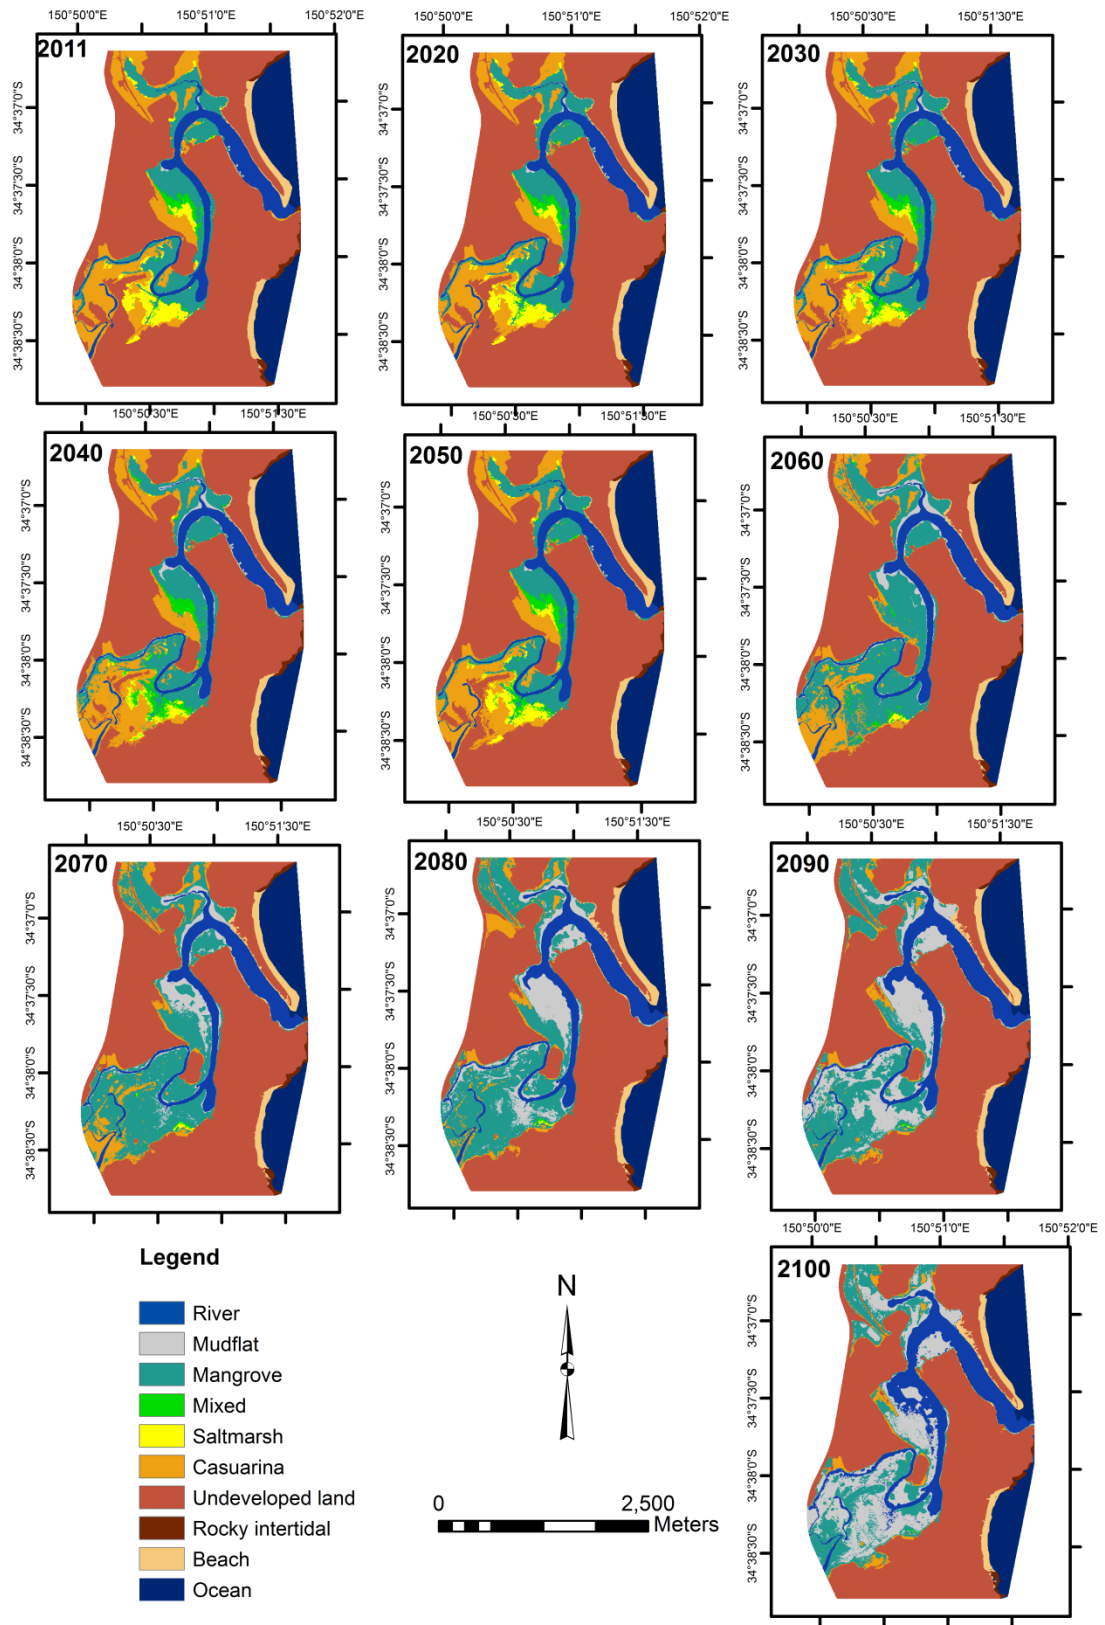 150°50'0"E 150°51'0"E 150°52'0"E 150°50'0"E 150°51'0"E 150°52'0"E 150°50'30"E 150°51'30"E
2011 2020 2030
34°37'0"S 34°37'0"S 34°37'0"S
34°37'30"S 34°37'30"S 34°37'30"S
34°38'0"S 34°38'0"S 34°38'0"S
34°38'30"S 34°38'30"S 34°38'30"S
150°50'30"E 150°51'30"E 150°50'30"E 150°51'30"E 150°50'30"E 150°51'30"E
2040 2050 2060
34°37'0"S 34°37'0"S 34°37'0"S
34°37'30"S 34°37'30"S 34°37'30"S
34°38'0"S 34°38'0"S 34°38'0"S
34°38'30"S 34°38'30"S 34°38'30"S
150°50'30"E 150°51'30"E 150°50'30"E 150°51'30"E 150°50'30"E 150°51'30"E
2070 2080 2090
34°37'0"S 34°37'0"S 34°37'0"S
34°37'30"S 34°37'30"S 34°37'30"S
34°38'0"S 34°38'0"S 34°38'0"S
34°38'30"S 34°38'30"S 34°38'30"S
150°50'0"E 150°51'0"E 150°52'0"E
2100
34°37'0"S
34°37'30"S
34°38'0"S
34°38'30"S
Legend
River
Mudflat
Mangrove
Mixed
Saltmarsh
Casuarina
Undeveloped land
Rocky intertidal
Beach
Ocean
N
0 2,500
Meters